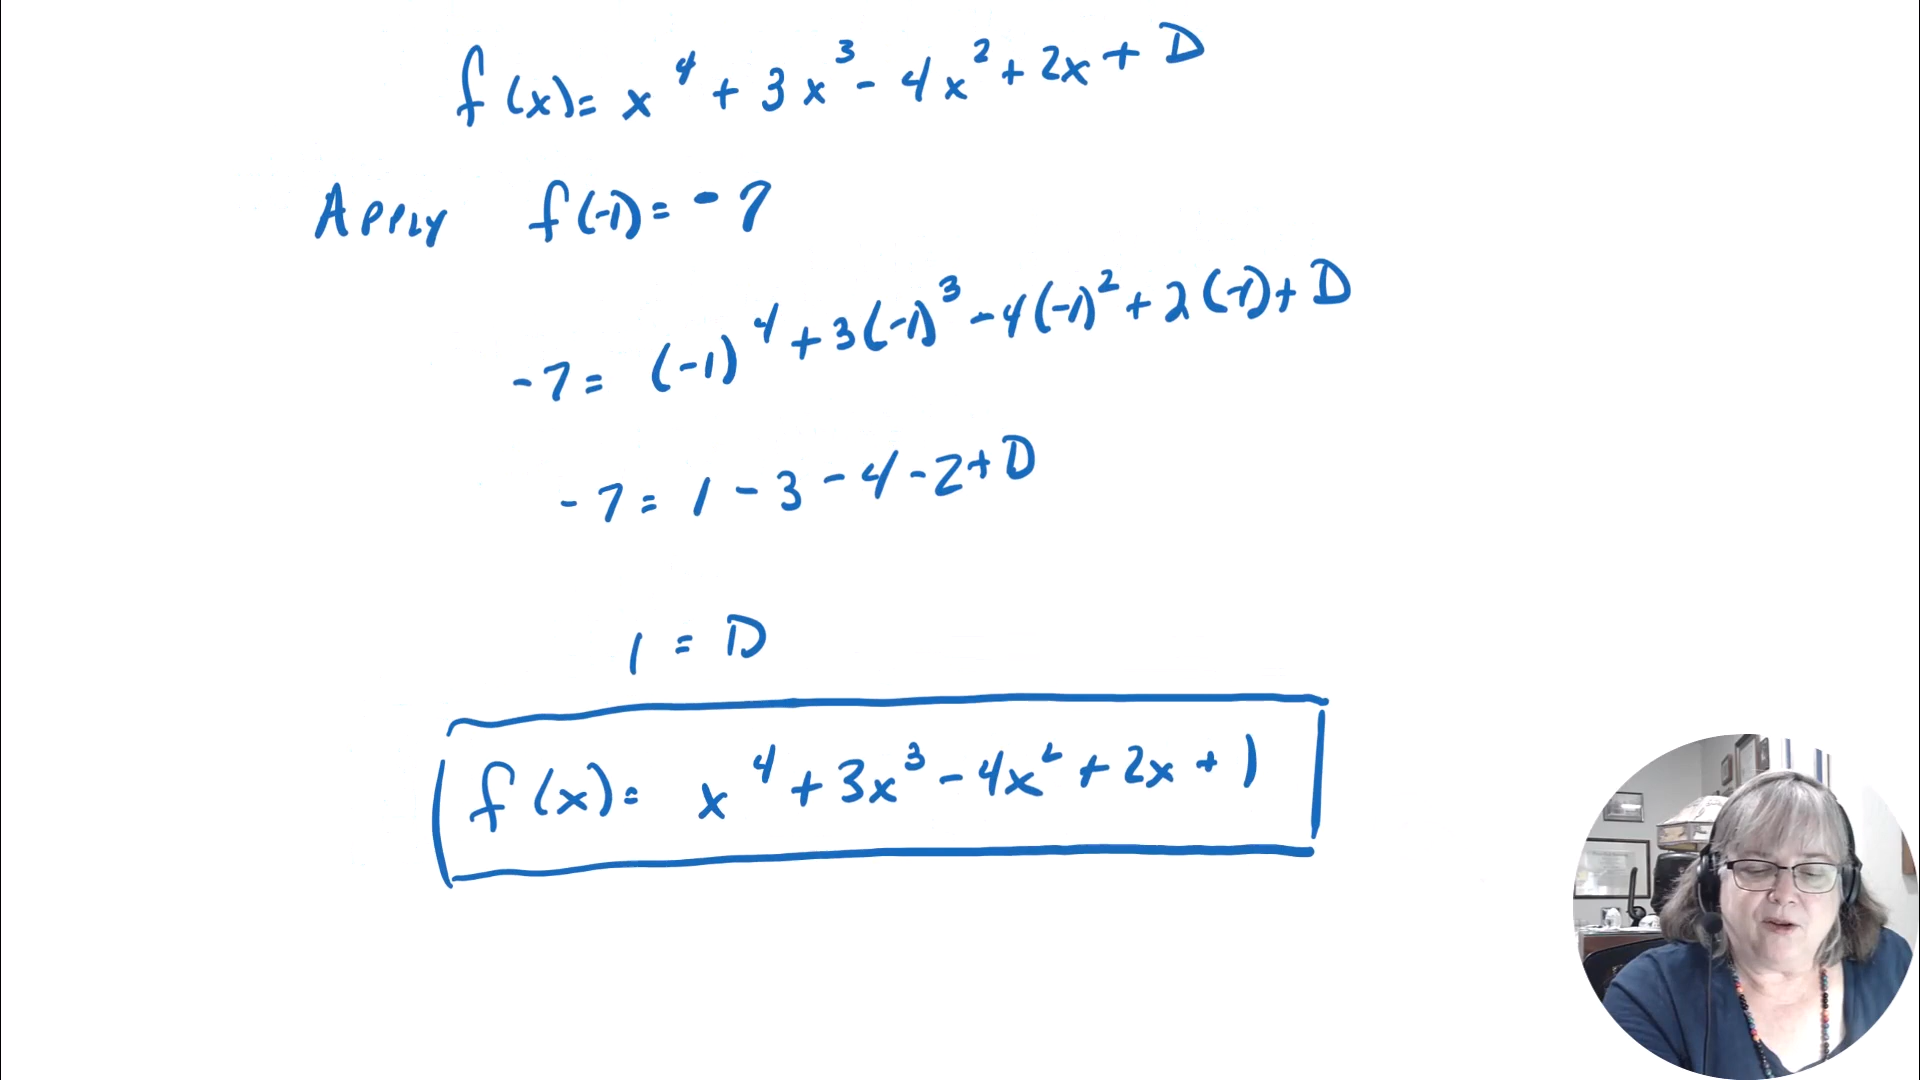 f(x)= x⁴ + 3x³ - 4x² + 2x + D
APPLY f(-1) = -7
-7 = (-1)⁴ + 3(-1)³ - 4(-1)² + 2(-1) + D
-7 = 1 - 3 - 4 - 2 + D
1 = D
f(x)= x⁴ + 3x³ - 4x² + 2x + 1